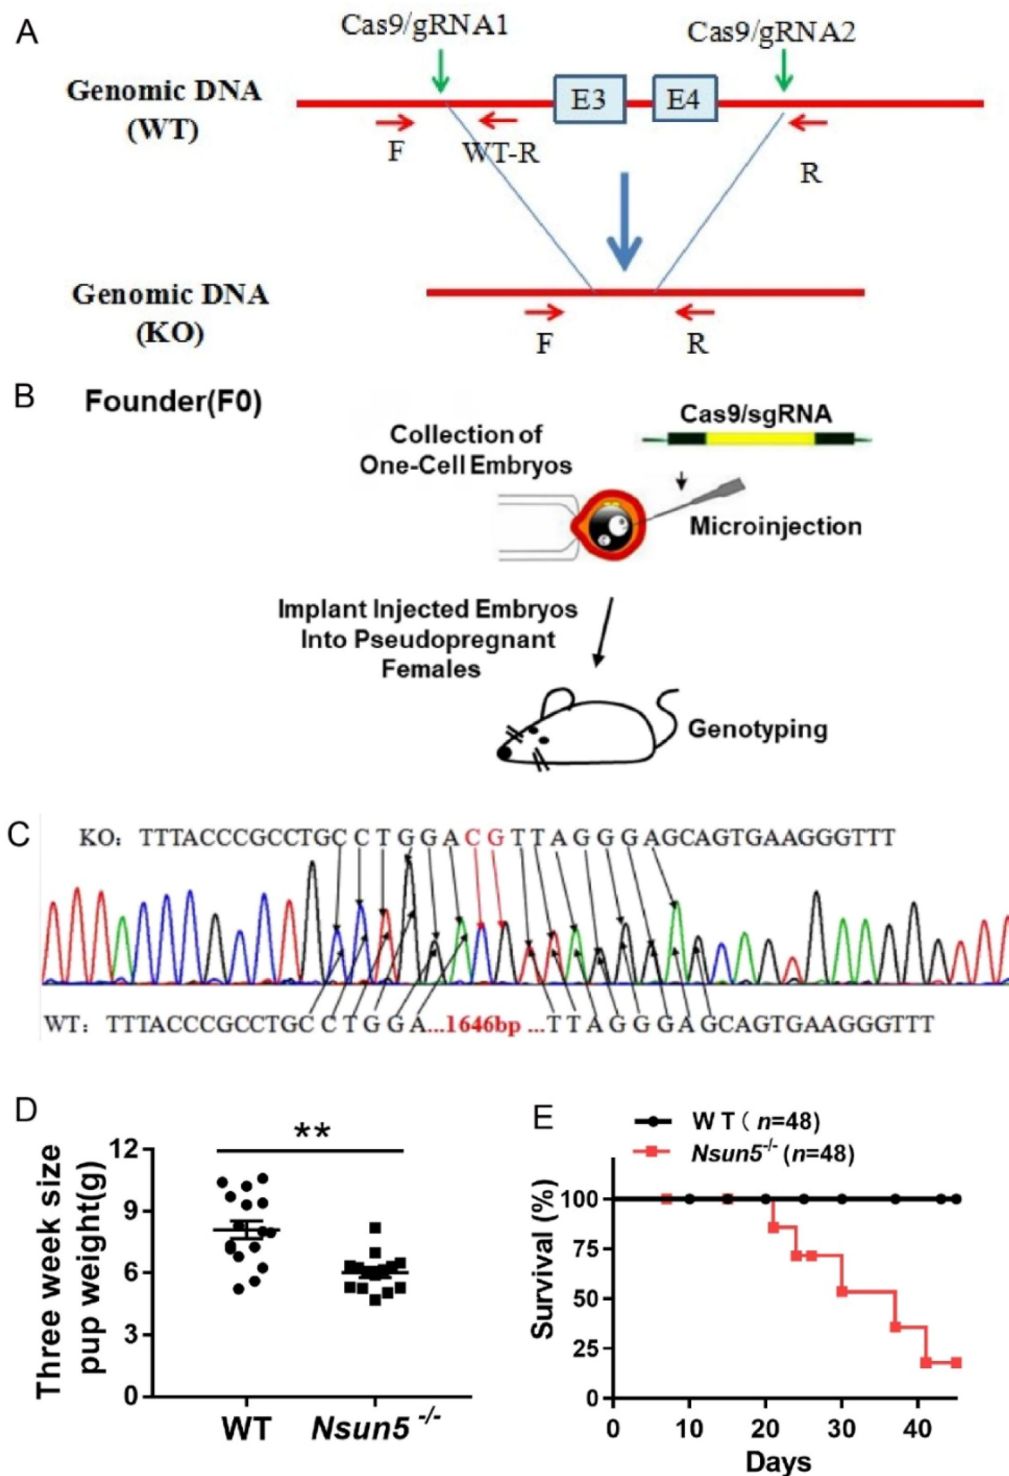 A
Cas9/gRNA1
Cas9/gRNA2
Genomic DNA
(WT)
E3
E4
F
WT-R
R
Genomic DNA
(KO)
F
R
B
Founder(F0)
Collection of
One-Cell Embryos
Cas9/sgRNA
Microinjection
Implant Injected Embryos
Into Pseudopregnant
Females
Genotyping
C
KO: TTTACCCGCCTGCCTGGACGTTAGGGAGCAGTGAAGGGTTT
WT: TTTACCCGCCTGCCTGGA...1646bp ...TTAGGGAGCAGTGAAGGGTTT
D
**
Three week size
pup weight(g)
12
9
6
3
0
WT
Nsun5 -/-
E
WT ( n=48)
Nsun5-/- (n=48)
Survival (%)
100
75
50
25
0
0 10 20 30 40
Days